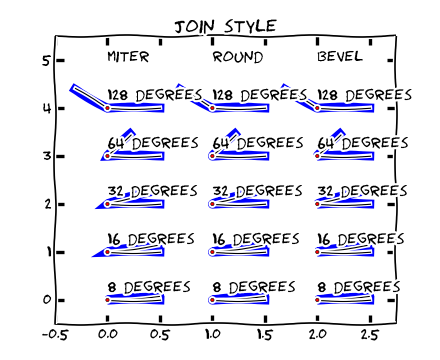 JOIN STYLE
5 MITER ROUND BEVEL
4 128 DEGREES 128 DEGREES 128 DEGREES
3 64 DEGREES 64 DEGREES 64 DEGREES
2 32 DEGREES 32 DEGREES 32 DEGREES
1 16 DEGREES 16 DEGREES 16 DEGREES
0 8 DEGREES 8 DEGREES 8 DEGREES
-0.5 0.0 0.5 1.0 1.5 2.0 2.5